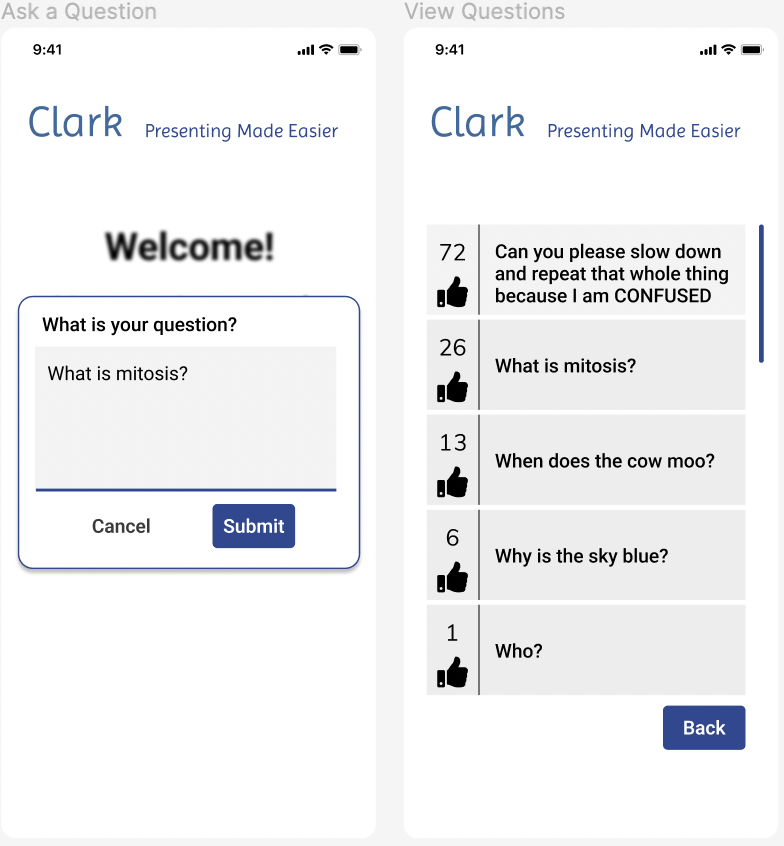 Ask a Question
9:41
Clark Presenting Made Easier
Welcome!
What is your question?
What is mitosis?
Cancel Submit
View Questions
9:41
Clark Presenting Made Easier
72
Can you please slow down
and repeat that whole thing
because I am CONFUSED
26
What is mitosis?
13
When does the cow moo?
6
Why is the sky blue?
1
Who?
Back